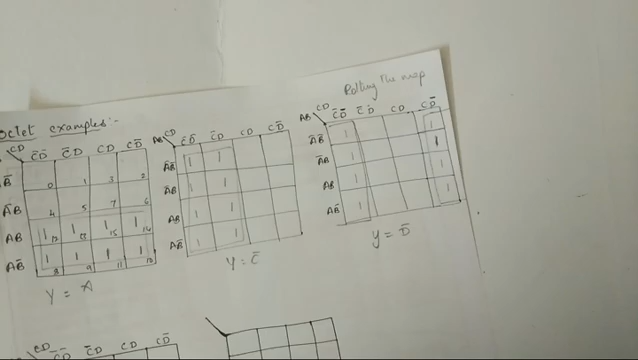 Octet examples:-
Rolling the map
CD
C̄D̄ C̄D CD CD̄
B̄ 0 1 3 2
ĀB 4 5 7 6
AB 1 12 1 13 1 15 1 14
AB̄ 1 8 1 9 1 11 1 10
Y = A
AB CD
C̄D̄ C̄D CD CD̄
ĀB̄ 1 1
ĀB 1 1
AB 1 1
AB̄ 1 1
Y = C̄
AB CD
C̄D̄ C̄D CD CD̄
ĀB̄ 1 1
ĀB 1 1
AB 1 1
AB̄ 1 1
Y = D̄
CD
C̄D̄ C̄D CD CD̄